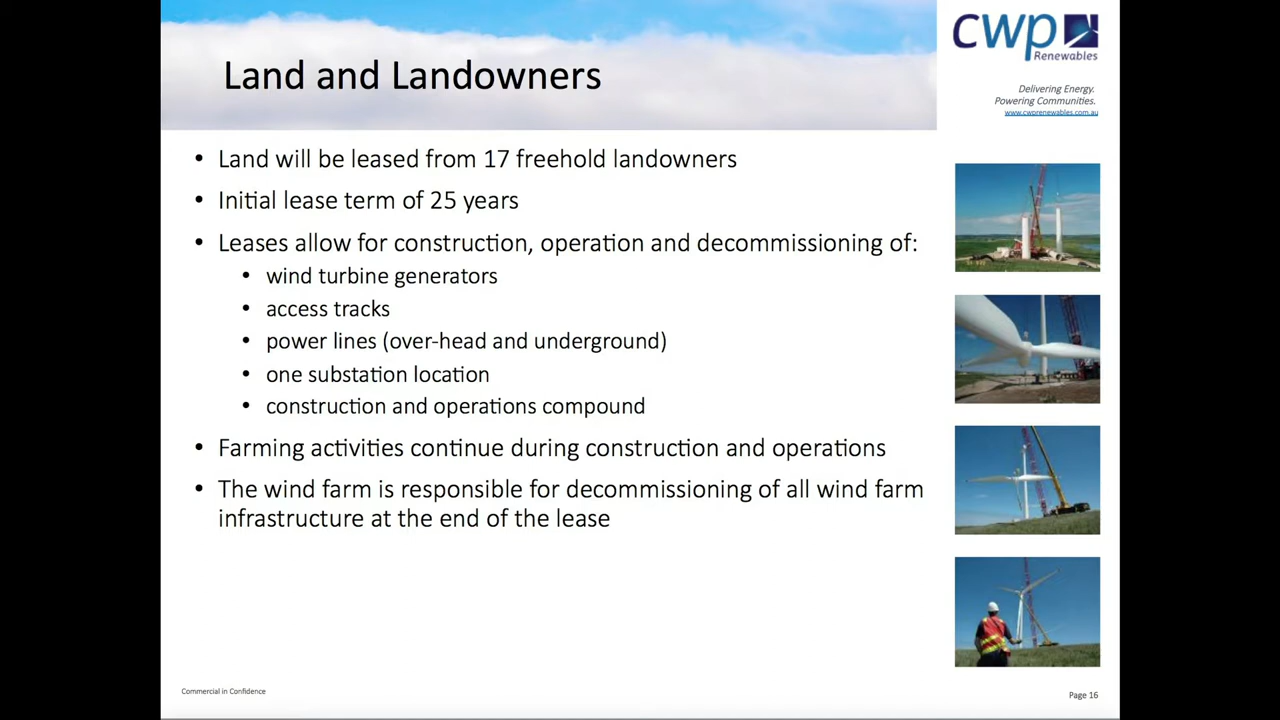 Land and Landowners
cwp
Renewables
Delivering Energy.
Powering Communities.
www.cwprenewables.com.au
• Land will be leased from 17 freehold landowners
• Initial lease term of 25 years
• Leases allow for construction, operation and decommissioning of:
• wind turbine generators
• access tracks
• power lines (over-head and underground)
• one substation location
• construction and operations compound
• Farming activities continue during construction and operations
• The wind farm is responsible for decommissioning of all wind farm
infrastructure at the end of the lease
Commercial in Confidence
Page 16